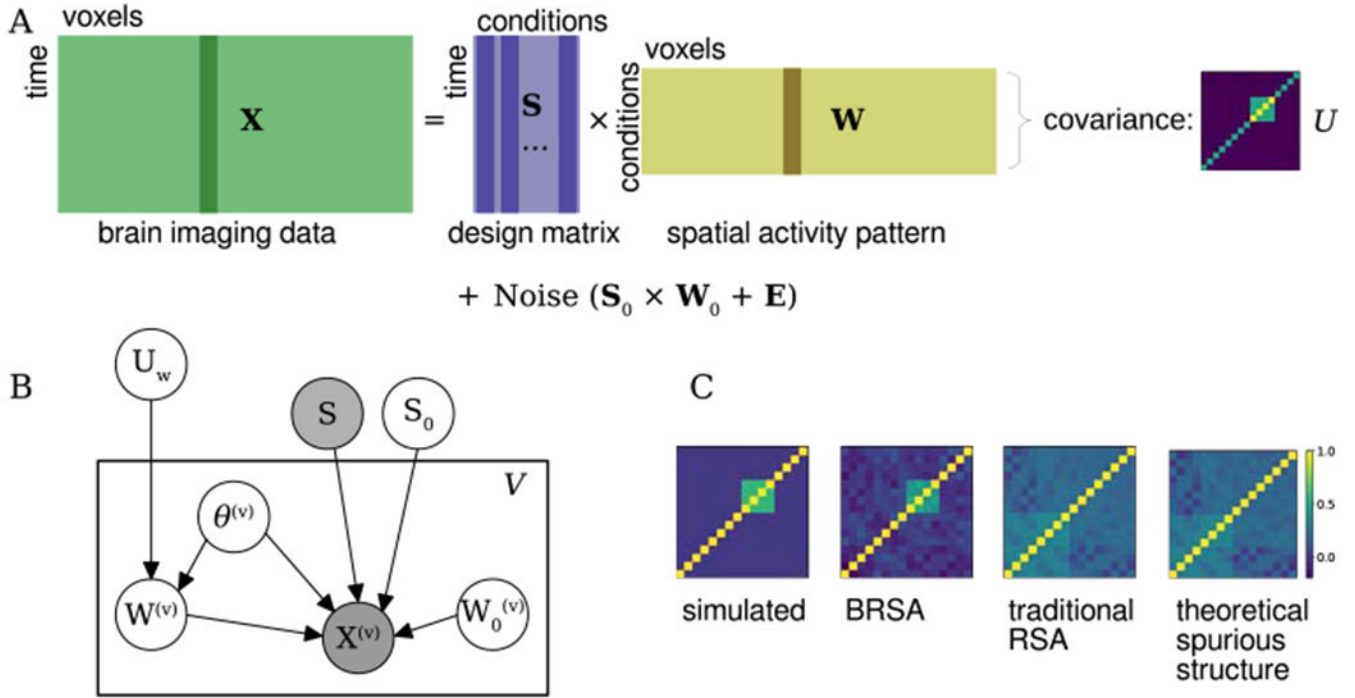 A
voxels
time
X
brain imaging data
=
conditions
time
S
...
design matrix
×
voxels
conditions
W
spatial activity pattern
covariance:
U
+ Noise (S₀ × W₀ + E)
B
U_w
S
S₀
V
θ⁽ᵛ⁾
W⁽ᵛ⁾
X⁽ᵛ⁾
W₀⁽ᵛ⁾
C
1.0
0.5
0.0
simulated
BRSA
traditional
RSA
theoretical
spurious
structure